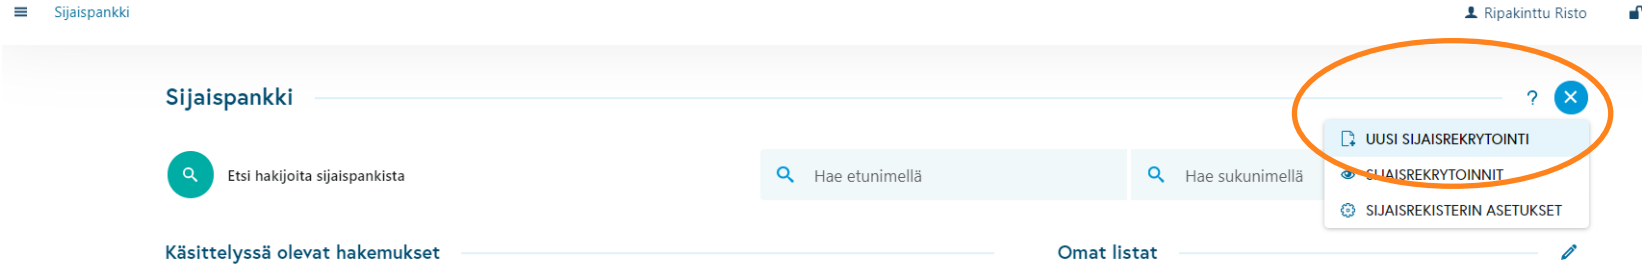 Sijaispankki
Ripakinttu Risto
Sijaispankki
?
UUSI SIJAISREKRYTOINTI
Etsi hakijoita sijaispankista
Hae etunimellä
Hae sukunimellä
SIJAISREKRYTOINNIT
SIJAISREKISTERIN ASETUKSET
Käsittelyssä olevat hakemukset
Omat listat